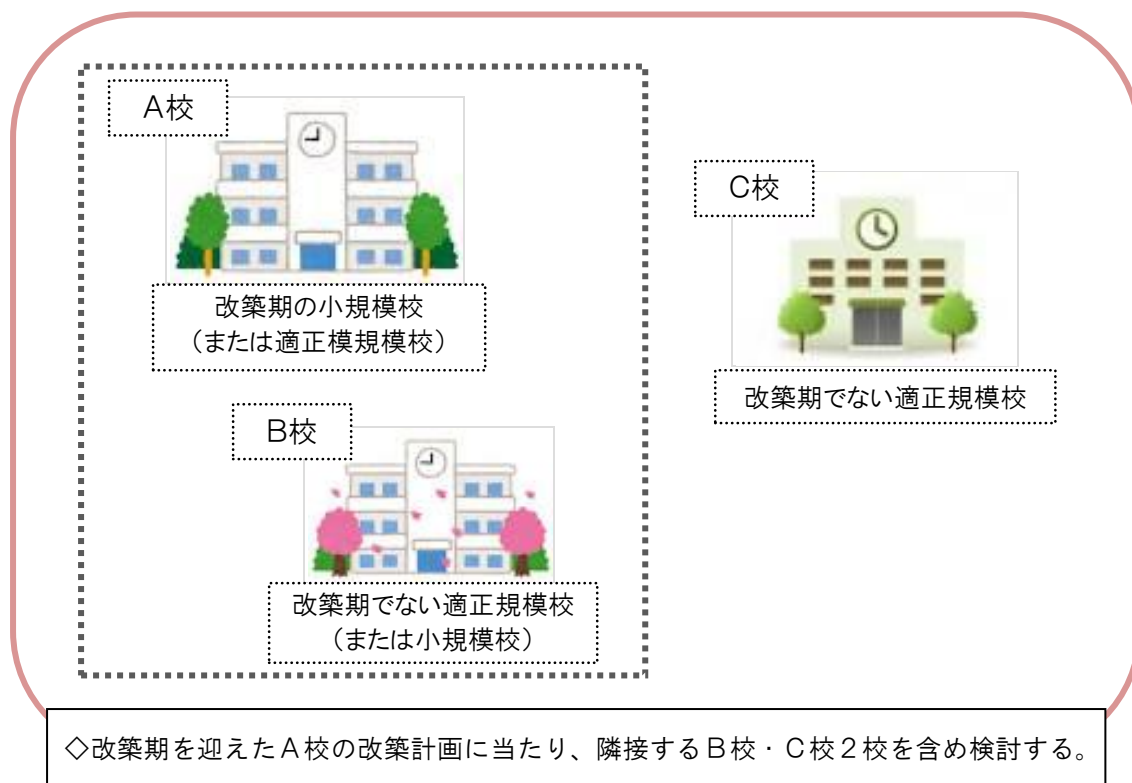 A校
改築期の小規模校
（または適正模規模校）
B校
改築期でない適正規模校
（または小規模校）
C校
改築期でない適正規模校
◇改築期を迎えたA校の改築計画に当たり、隣接するB校・C校2校を含め検討する。